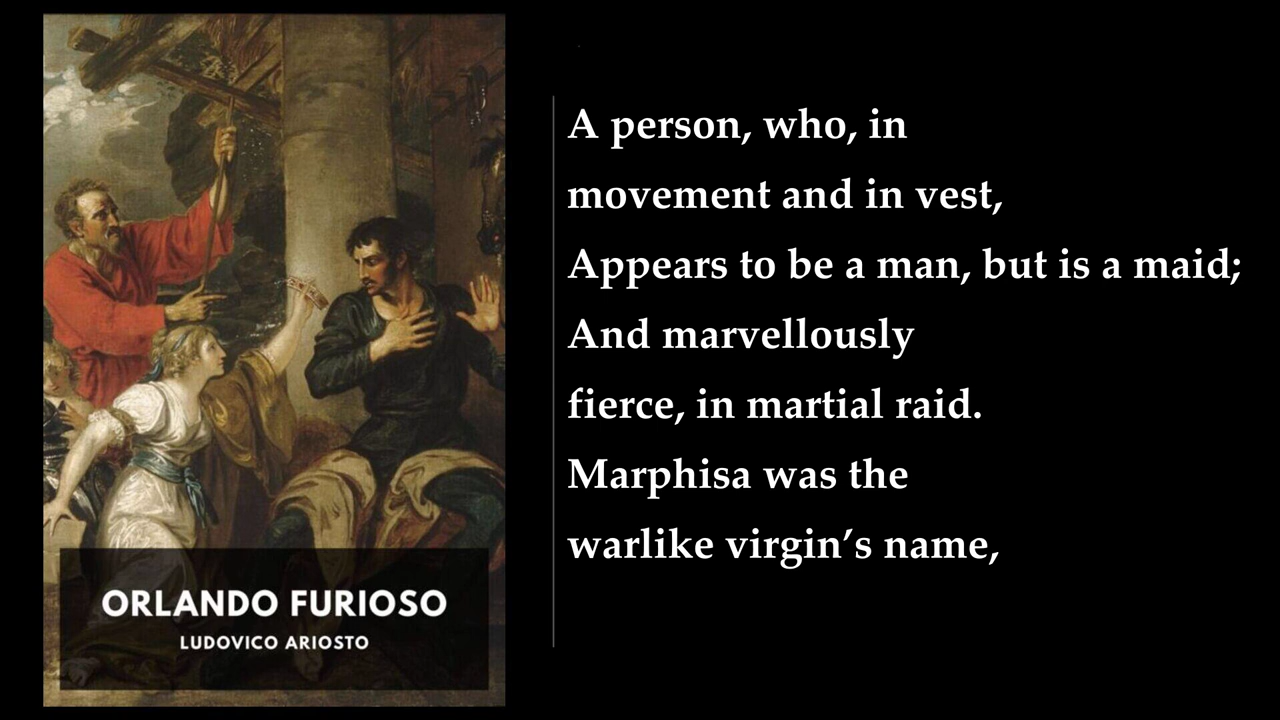 ORLANDO FURIOSO
LUDOVICO ARIOSTO
A person, who, in
movement and in vest,
Appears to be a man, but is a maid;
And marvellously
fierce, in martial raid.
Marphisa was the
warlike virgin’s name,